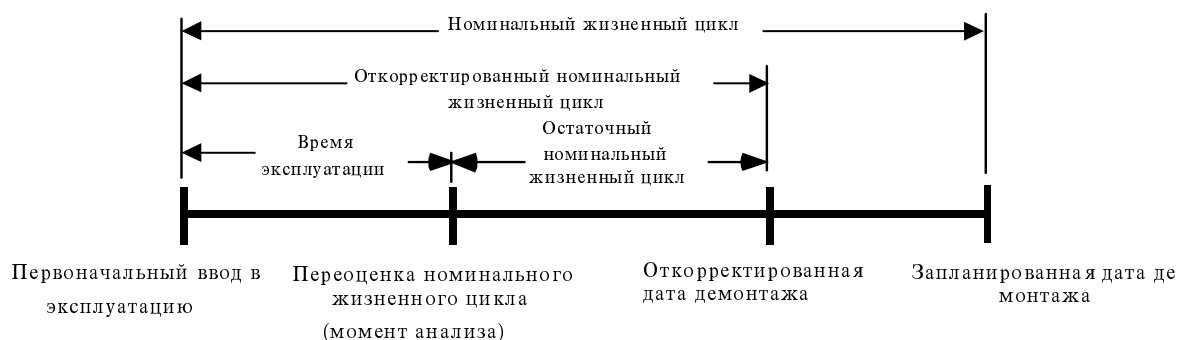 Номинальный жизненный цикл
Откорректированный номинальный
жизненный цикл
Время
эксплуатации
Остаточный
номинальный
жизненный цикл
Первоначальный ввод в
эксплуатацию
Переоценка номинального
жизненного цикла
(момент анализа)
Откорректированная
дата демонтажа
Запланированная дата де
монтажа